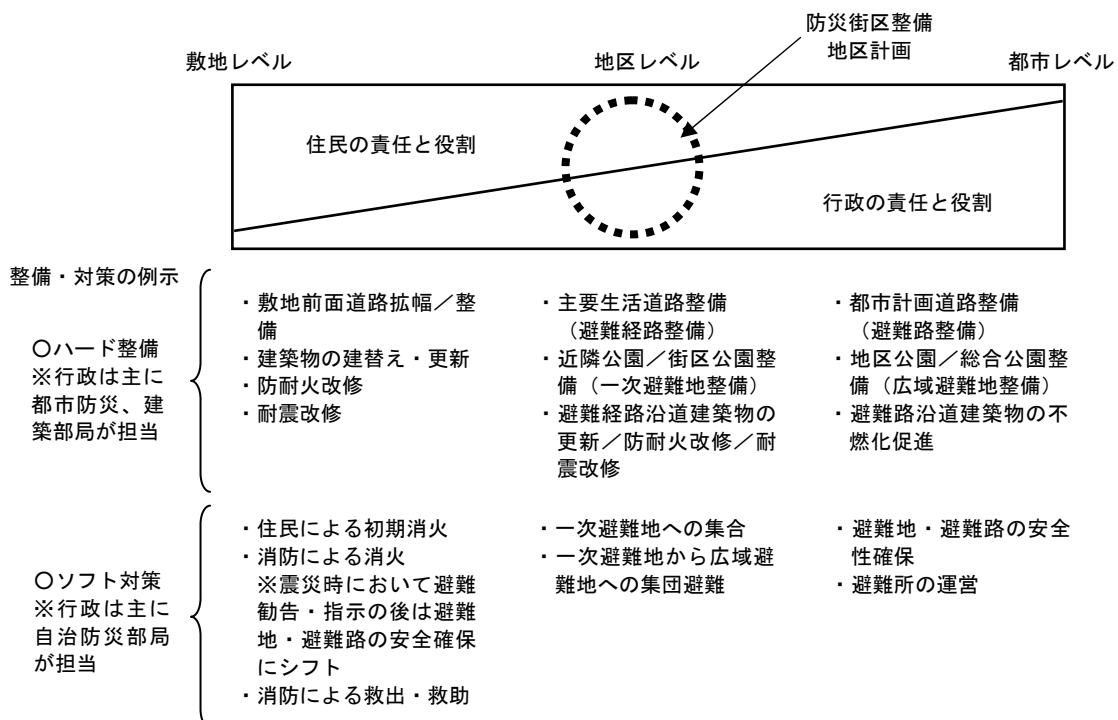 防災街区整備
地区計画
敷地レベル
地区レベル
都市レベル
住民の責任と役割
行政の責任と役割
整備・対策の例示
○ハード整備
※行政は主に
都市防災、建
築部局が担当
・敷地前面道路拡幅／整
備
・建築物の建替え・更新
・防耐火改修
・耐震改修
・主要生活道路整備
（避難経路整備）
・近隣公園／街区公園整
備（一次避難地整備）
・避難経路沿道建築物の
更新／防耐火改修／耐
震改修
・都市計画道路整備
（避難路整備）
・地区公園／総合公園整
備（広域避難地整備）
・避難路沿道建築物の不
燃化促進
○ソフト対策
※行政は主に
自治防災部局
が担当
・住民による初期消火
・消防による消火
※震災時において避難
勧告・指示の後は避難
地・避難路の安全確保
にシフト
・消防による救出・救助
・一次避難地への集合
・一次避難地から広域避
難地への集団避難
・避難地・避難路の安全
性確保
・避難所の運営